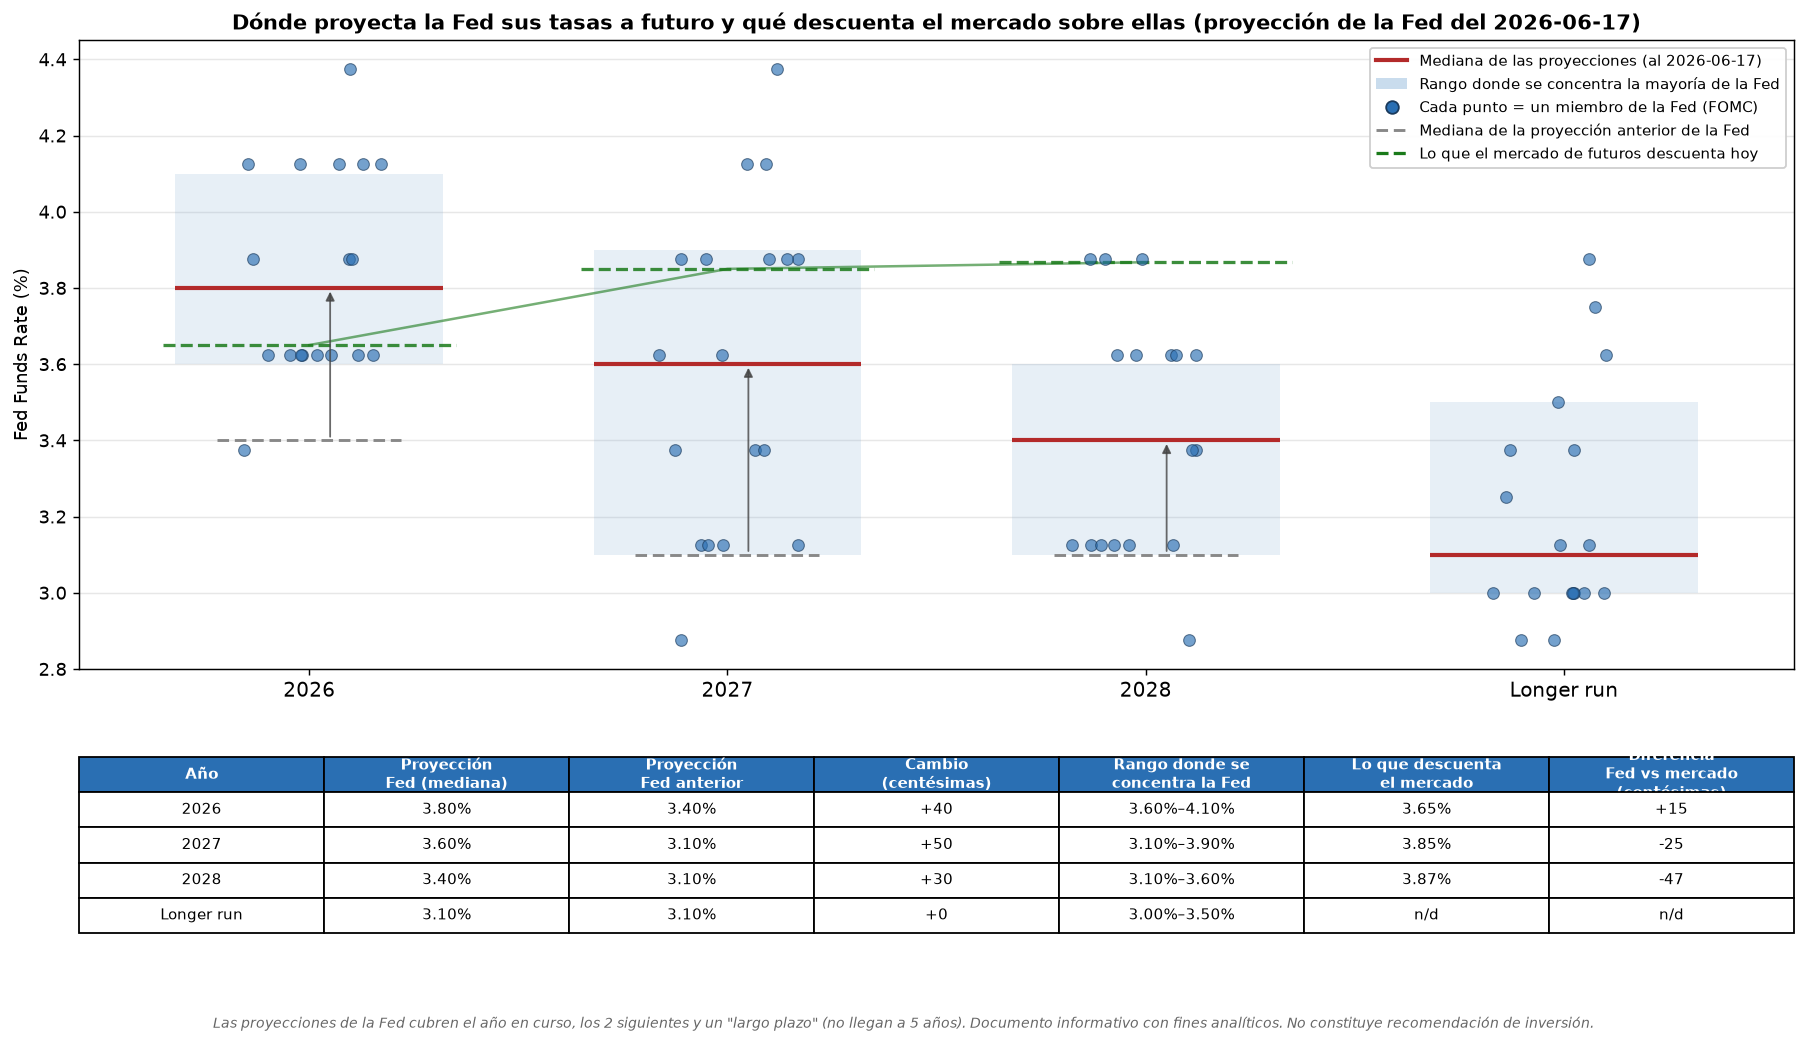 Dónde proyecta la Fed sus tasas a futuro y qué descuenta el mercado sobre ellas (proyección de la Fed del 2026-06-17)
Mediana de las proyecciones (al 2026-06-17)
Rango donde se concentra la mayoría de la Fed
Cada punto = un miembro de la Fed (FOMC)
Mediana de la proyección anterior de la Fed
Lo que el mercado de futuros descuenta hoy
Fed Funds Rate (%)
4.4
4.2
4.0
3.8
3.6
3.4
3.2
3.0
2.8
2026 2027 2028 Longer run
Año
Proyección
Fed (mediana)
Proyección
Fed anterior
Cambio
(centésimas)
Rango donde se
concentra la Fed
Lo que descuenta
el mercado
Diferencia
Fed vs mercado
(centésimas)
2026 3.80% 3.40% +40 3.60%–4.10% 3.65% +15
2027 3.60% 3.10% +50 3.10%–3.90% 3.85% -25
2028 3.40% 3.10% +30 3.10%–3.60% 3.87% -47
Longer run 3.10% 3.10% +0 3.00%–3.50% n/d n/d
Las proyecciones de la Fed cubren el año en curso, los 2 siguientes y un "largo plazo" (no llegan a 5 años). Documento informativo con fines analíticos. No constituye recomendación de inversión.